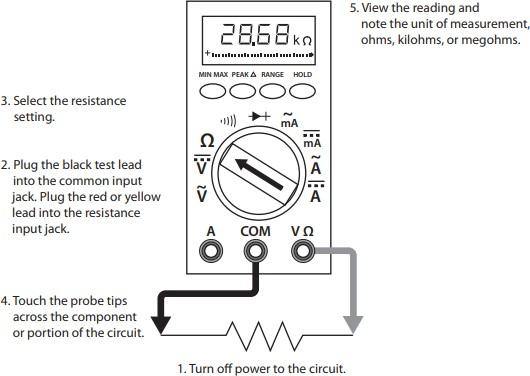 5. View the reading and
note the unit of measurement,
ohms, kilohms, or megohms.
28.68 kΩ
+
MIN MAX PEAK Δ RANGE HOLD
3. Select the resistance
setting.
mA
mA
Ω
2. Plug the black test lead
into the common input
jack. Plug the red or yellow
lead into the resistance
input jack.
V
A
V
A
A COM V Ω
4. Touch the probe tips
across the component
or portion of the circuit.
1. Turn off power to the circuit.